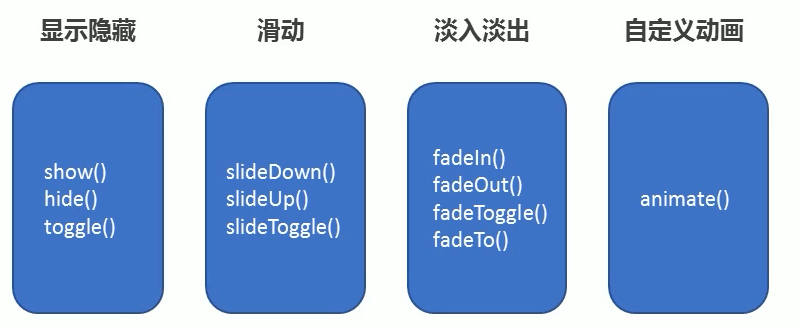 显示隐藏
滑动
淡入淡出
自定义动画
show()
hide()
toggle()
slideDown()
slideUp()
slideToggle()
fadeIn()
fadeOut()
fadeToggle()
fadeTo()
animate()